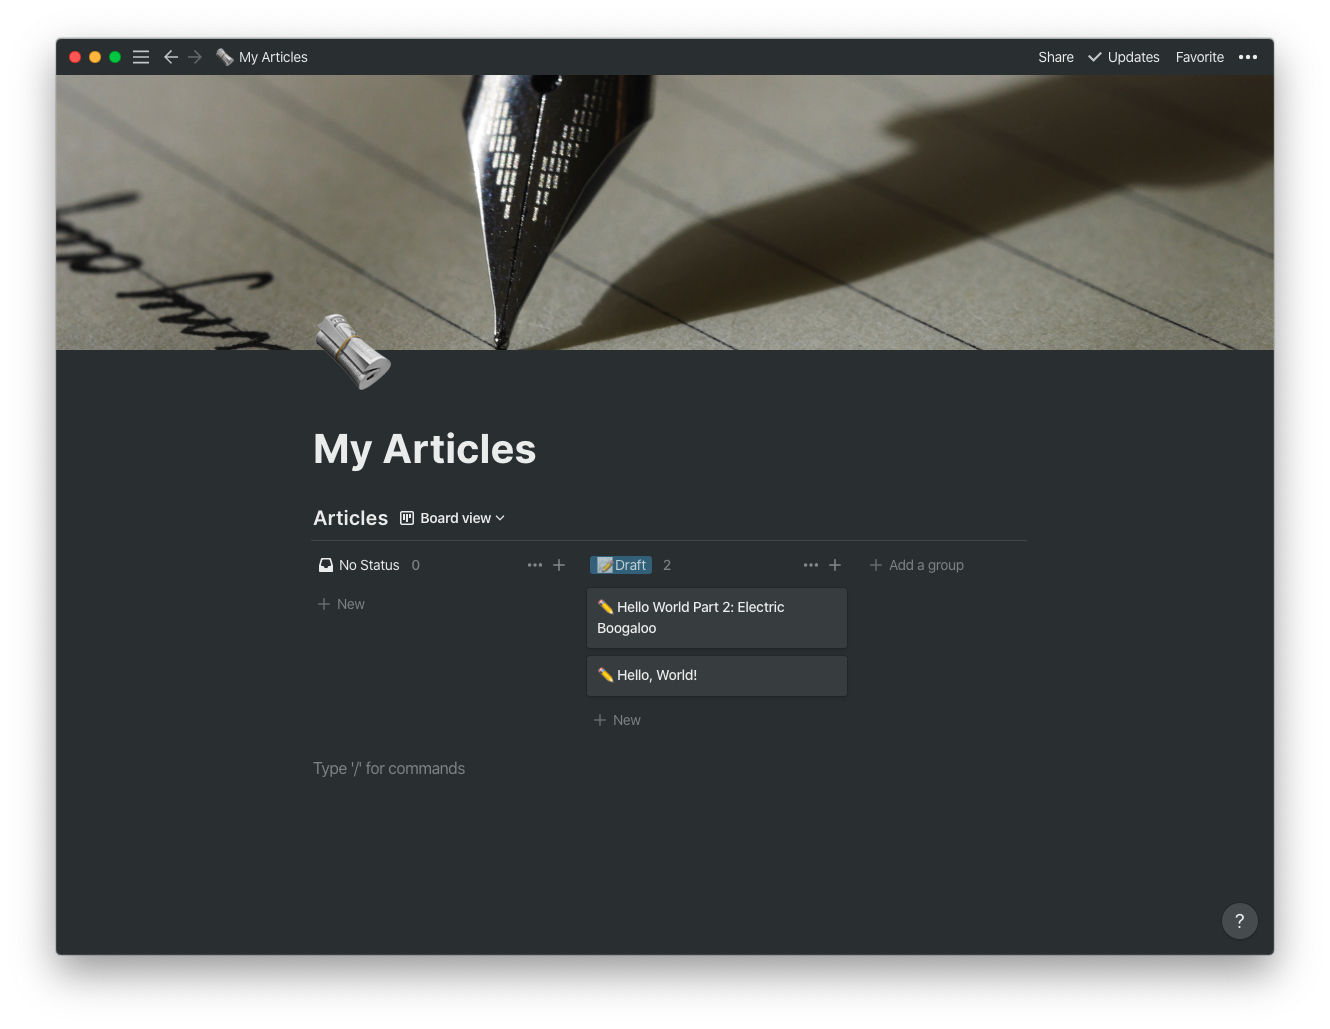 My Articles
Share
Updates
Favorite
My Articles
Articles
Board view
No Status 0
📝Draft 2
Add a group
New
✏️ Hello World Part 2: Electric
Boogaloo
✏️ Hello, World!
New
Type '/' for commands
?